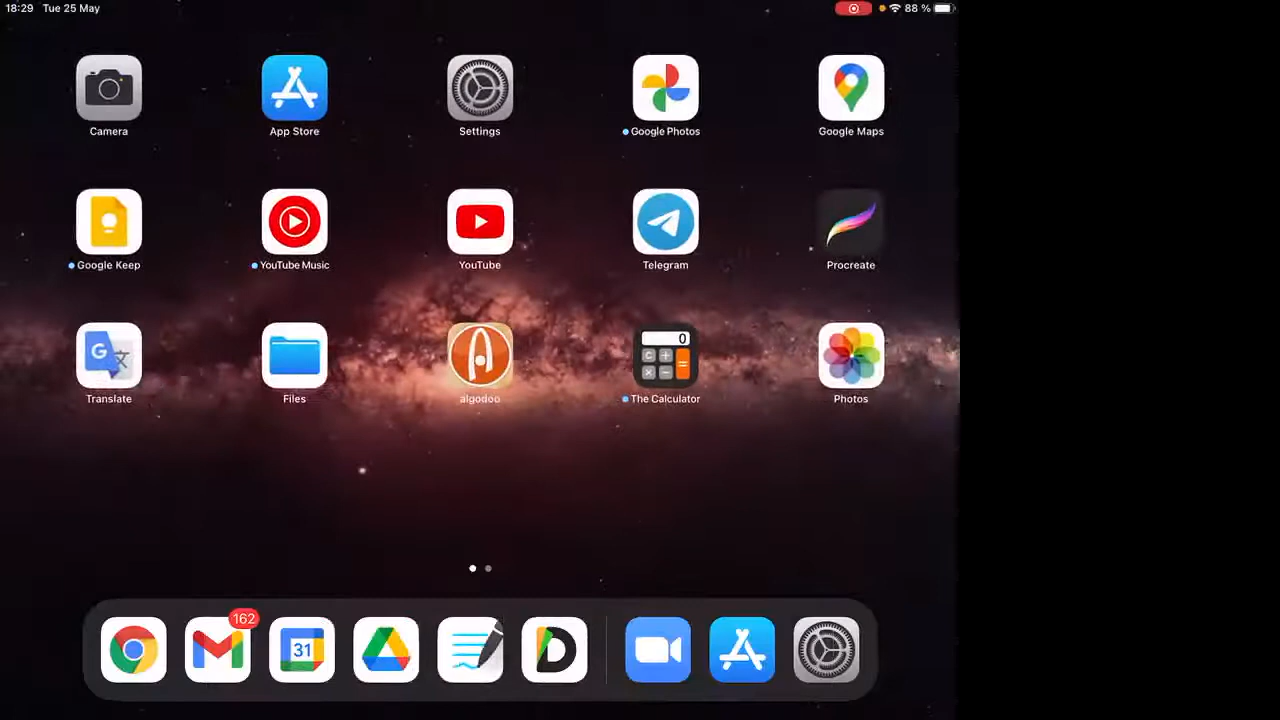 18:29 Tue 25 May 88 %
Camera App Store Settings Google Photos Google Maps
Google Keep YouTube Music YouTube Telegram Procreate
G 文 0 C + × − =
Translate Files algodoo The Calculator Photos
162
31